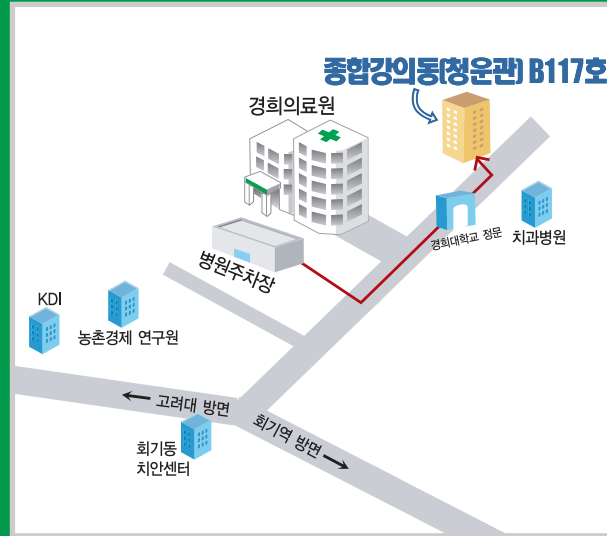 종합강의동(청운관) B117호
경희의료원
경희대학교 정문
치과병원
병원주차장
KDI
농촌경제 연구원
← 고려대 방면
회기역 방면 →
회기동
치안센터